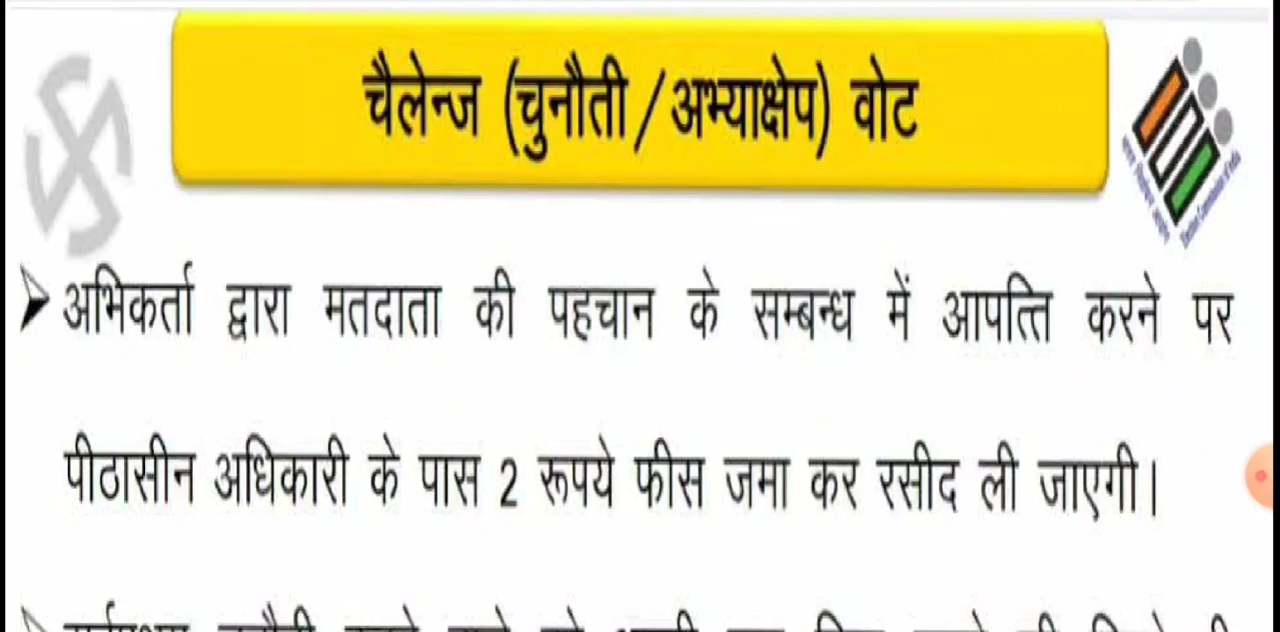 चैलेन्ज (चुनौती/अभ्याक्षेप) वोट
अभिकर्ता द्वारा मतदाता की पहचान के सम्बन्ध में आपत्ति करने पर
पीठासीन अधिकारी के पास 2 रूपये फीस जमा कर रसीद ली जाएगी।